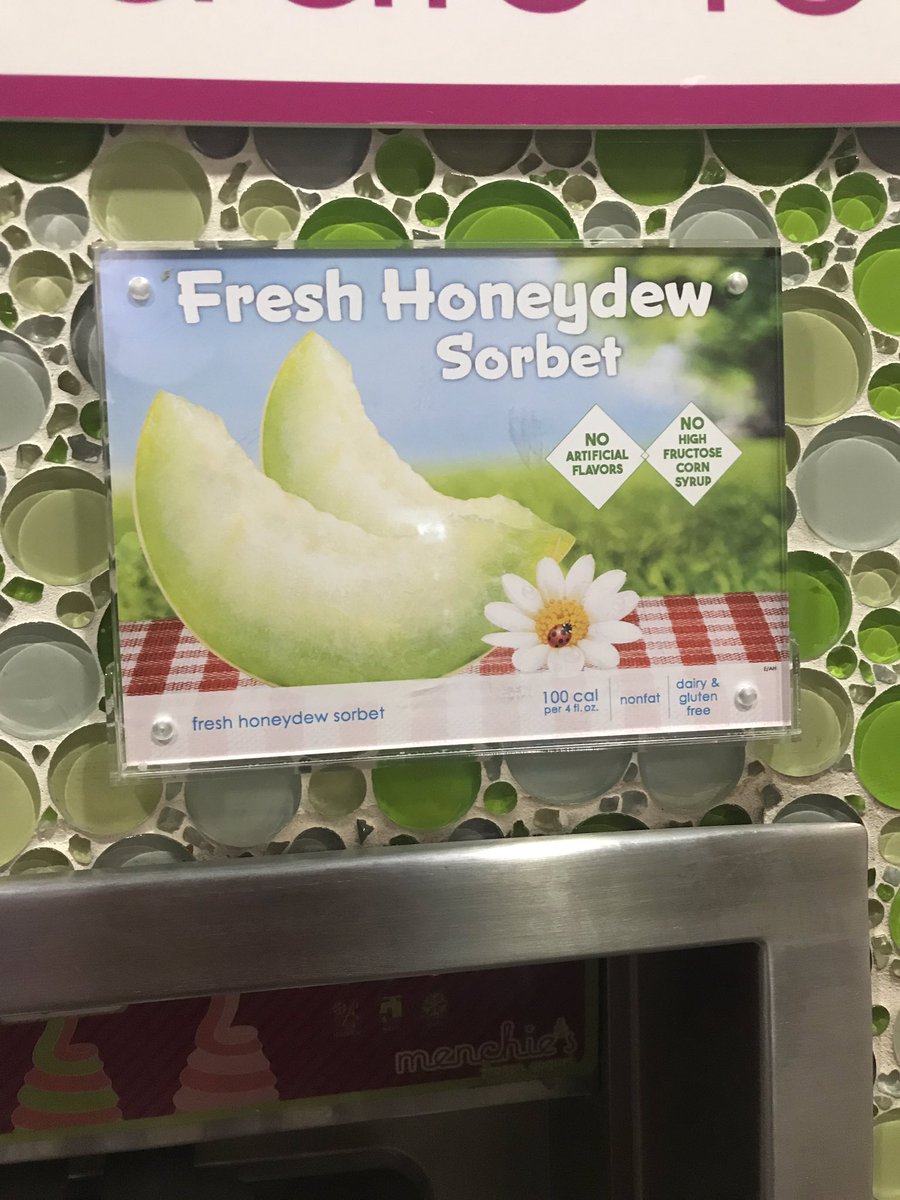 Fresh Honeydew
Sorbet
NO
ARTIFICIAL
FLAVORS
NO
HIGH
FRUCTOSE
CORN
SYRUP
fresh honeydew sorbet
100 cal
per 4 fl. oz.
nonfat
dairy &
gluten
free
E/AH
menchie's